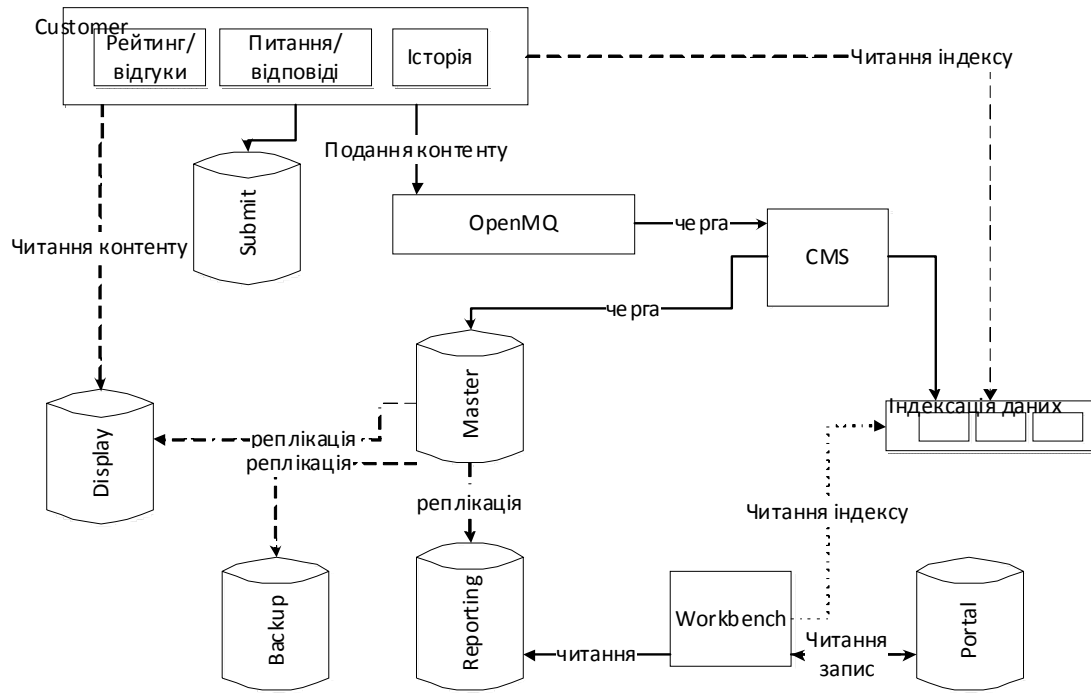 Customer
Рейтинг/
відгуки
Питання/
відповіді
Історія
Читання індексу
Подання контенту
Submit
OpenMQ
черга
CMS
Читання контенту
черга
Master
Індексація даних
Display
реплікація
реплікація
реплікація
Читання індексу
Backup
Reporting
Workbench
Portal
читання
Читання
запис